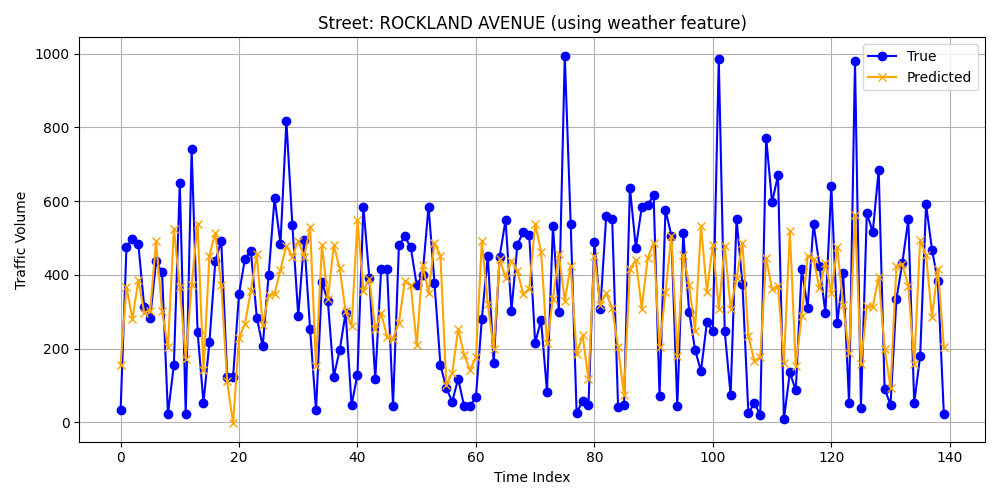 Street: ROCKLAND AVENUE (using weather feature)
True
Predicted
Traffic Volume
1000
800
600
400
200
0
0 20 40 60 80 100 120 140
Time Index